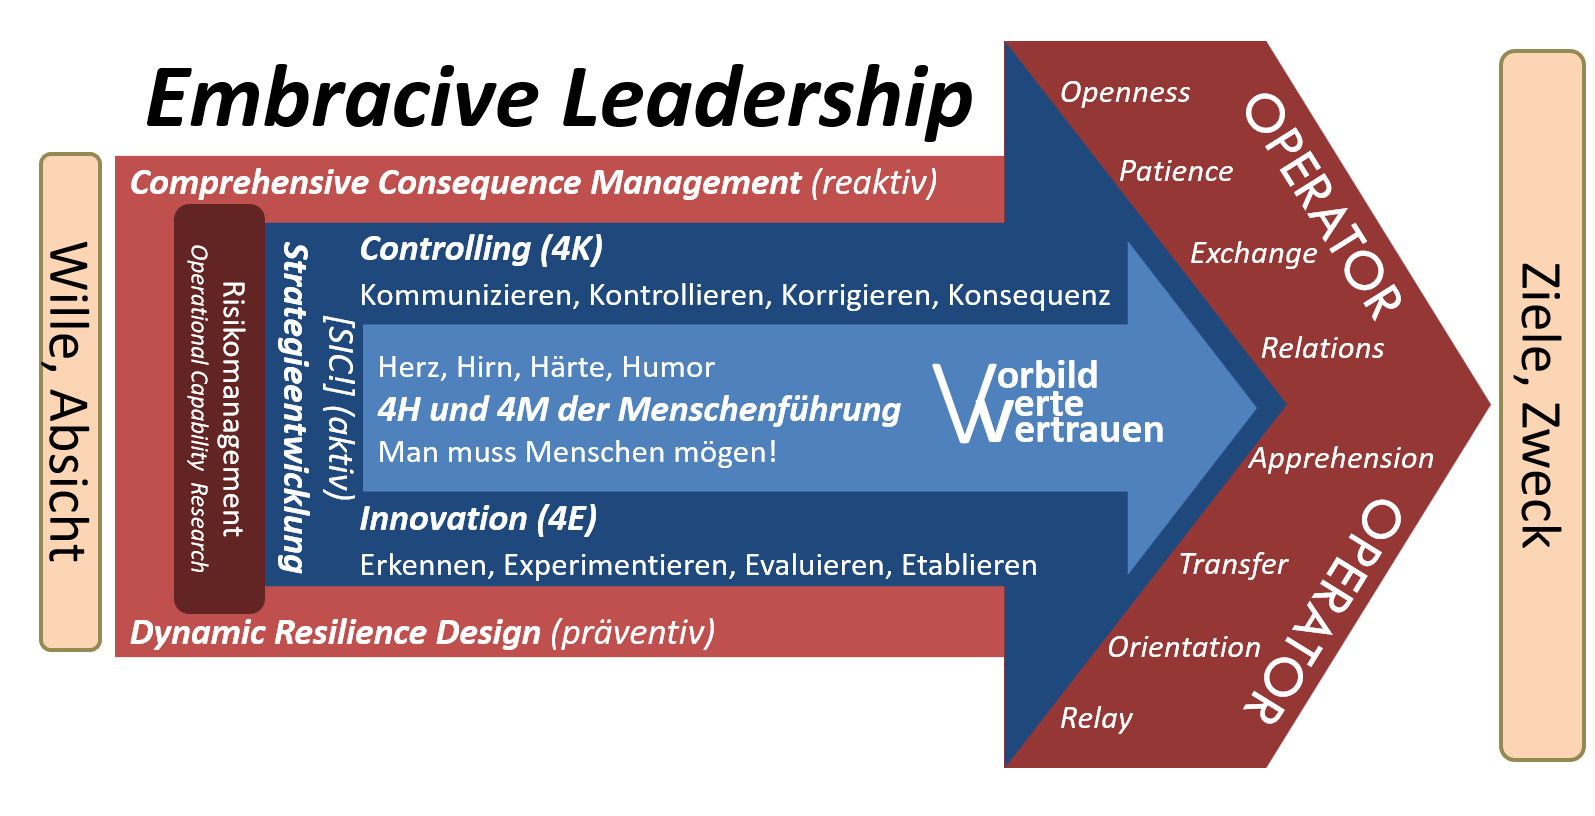 Embracive Leadership
Wille, Absicht
Comprehensive Consequence Management (reaktiv)
Risikomanagement
Operational Capability Research
Strategieentwicklung
[SIC!] (aktiv)
Controlling (4K)
Kommunizieren, Kontrollieren, Korrigieren, Konsequenz
Herz, Hirn, Härte, Humor
4H und 4M der Menschenführung
Man muss Menschen mögen!
Vorbild
Werte
Vertrauen
Innovation (4E)
Erkennen, Experimentieren, Evaluieren, Etablieren
Dynamic Resilience Design (präventiv)
Openness
Patience
Exchange
Relations
Apprehension
Transfer
Orientation
Relay
OPERATOR
OPERATOR
Ziele, Zweck